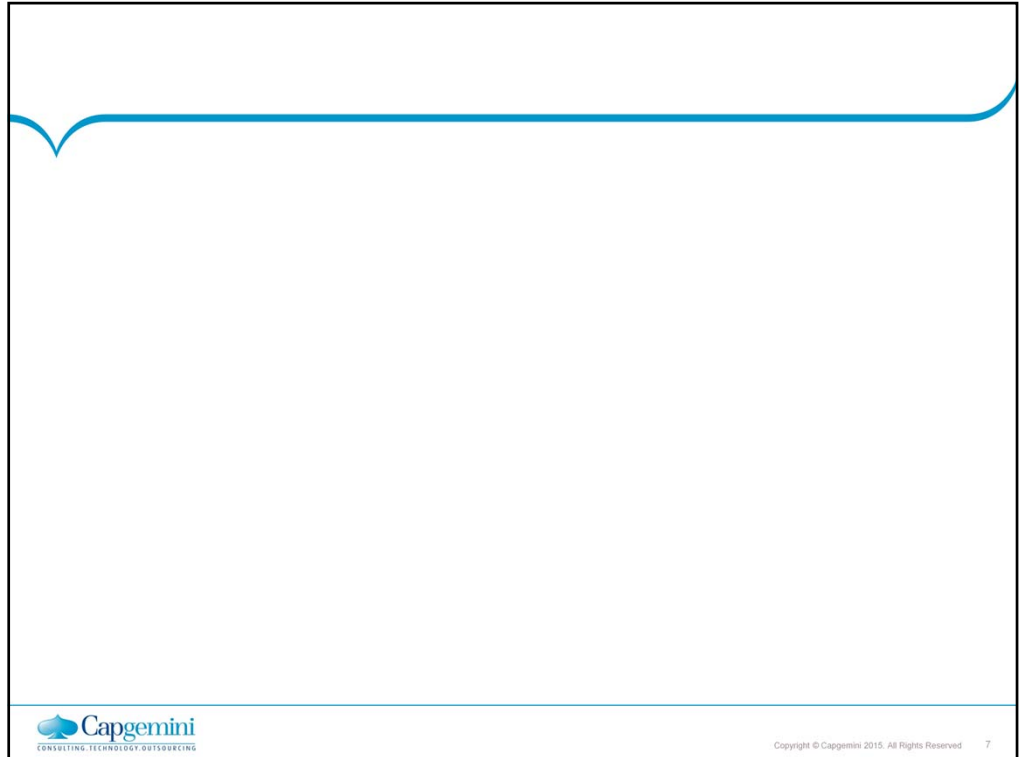 Capgemini
CONSULTING.TECHNOLOGY.OUTSOURCING
Copyright © Capgemini 2015. All Rights Reserved 7